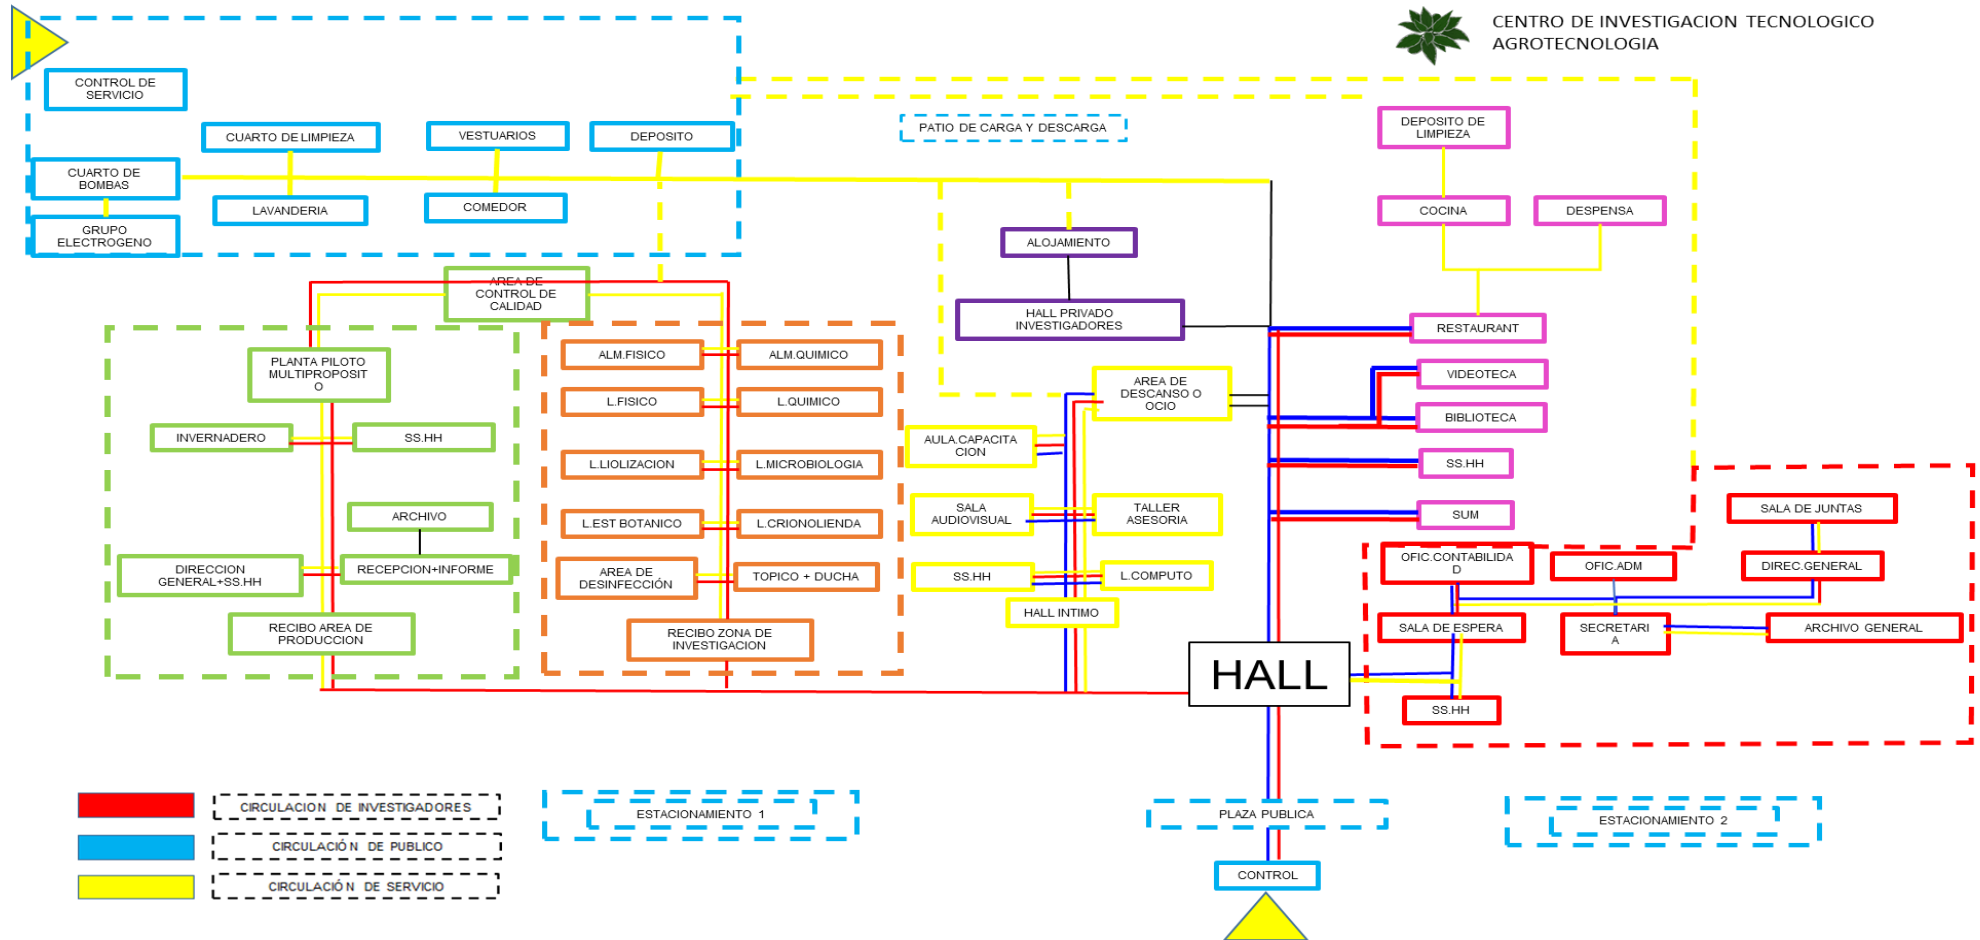 CENTRO DE INVESTIGACION TECNOLOGICO
AGROTECNOLOGIA
CONTROL DE
SERVICIO
CUARTO DE LIMPIEZA
VESTUARIOS
DEPOSITO
PATIO DE CARGA Y DESCARGA
DEPOSITO DE
LIMPIEZA
CUARTO DE
BOMBAS
LAVANDERIA
COMEDOR
COCINA
DESPENSA
GRUPO
ELECTROGENO
ALOJAMIENTO
AREA DE
CONTROL DE
CALIDAD
HALL PRIVADO
INVESTIGADORES
RESTAURANT
PLANTA PILOTO
MULTIPROPOSIT
O
ALM.FISICO
ALM.QUIMICO
VIDEOTECA
L.FISICO
L.QUIMICO
AREA DE
DESCANSO O
OCIO
BIBLIOTECA
INVERNADERO
SS.HH
AULA.CAPACITA
CION
L.LIOLIZACION
L.MICROBIOLOGIA
SS.HH
ARCHIVO
L.EST BOTANICO
L.CRIONOLIENDA
SALA
AUDIOVISUAL
TALLER
ASESORIA
SUM
SALA DE JUNTAS
DIRECCION
GENERAL+SS.HH
RECEPCION+INFORME
AREA DE
DESINFECCIÓN
TOPICO + DUCHA
SS.HH
L.COMPUTO
OFIC.CONTABILIDA
D
OFIC.ADM
DIREC.GENERAL
HALL INTIMO
RECIBO AREA DE
PRODUCCION
RECIBO ZONA DE
INVESTIGACION
SALA DE ESPERA
SECRETARI
A
ARCHIVO GENERAL
HALL
SS.HH
CIRCULACION DE INVESTIGADORES
ESTACIONAMIENTO 1
PLAZA PUBLICA
ESTACIONAMIENTO 2
CIRCULACIÓN DE PUBLICO
CONTROL
CIRCULACIÓN DE SERVICIO